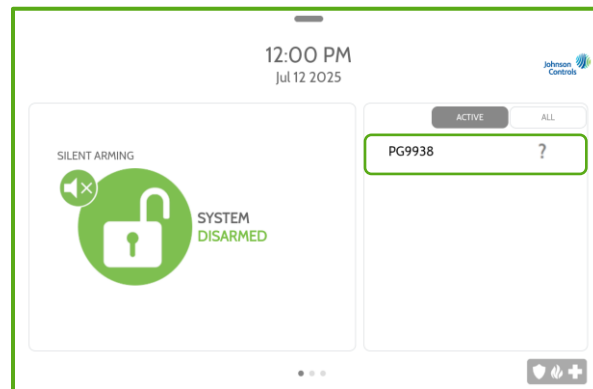 12:00 PM
Jul 12 2025
Johnson
Controls
ACTIVE
ALL
PG9938
?
SILENT ARMING
SYSTEM
DISARMED